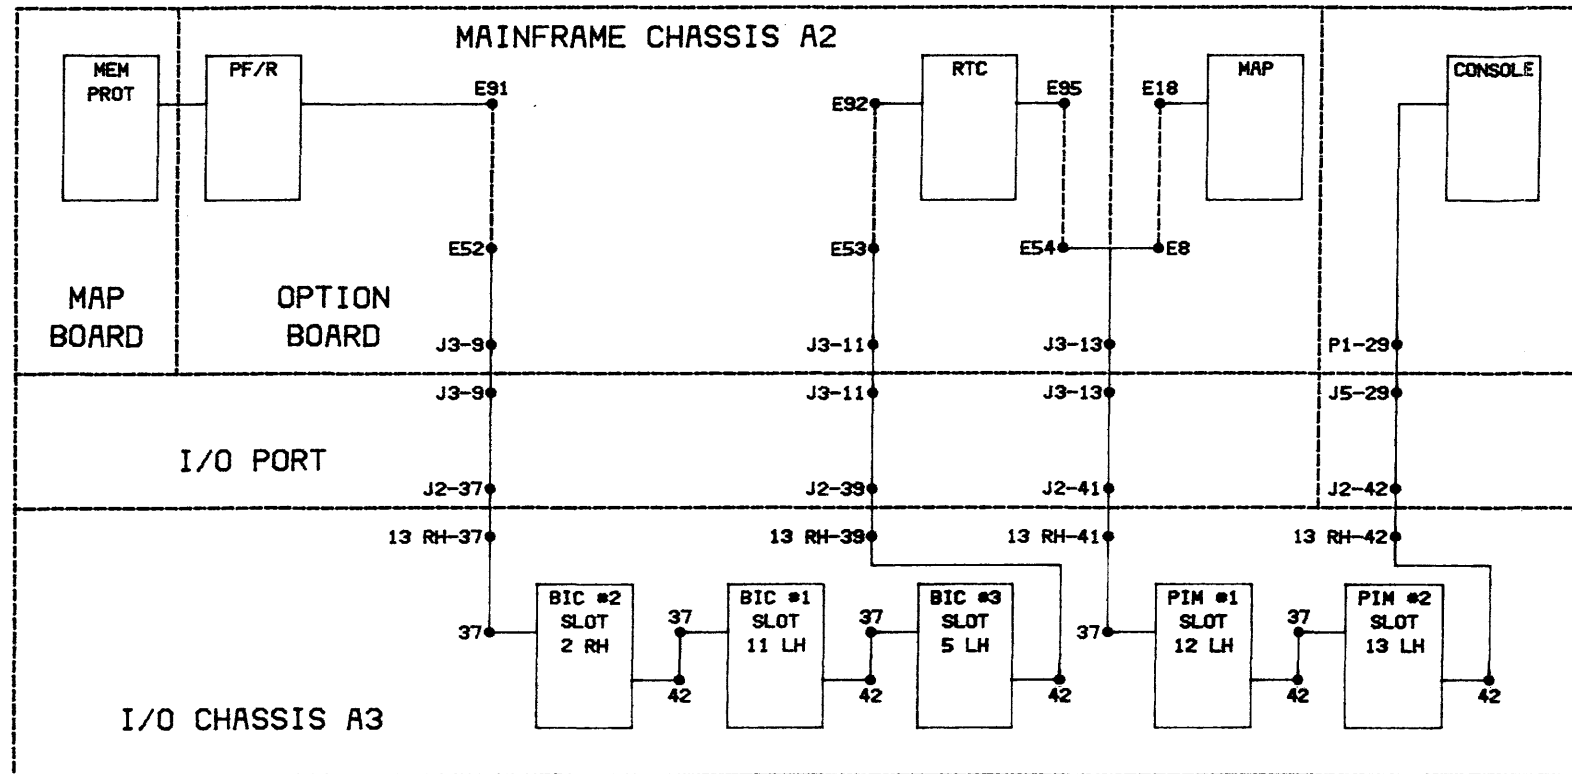 MAINFRAME CHASSIS A2
MEM
PROT
PF/R
RTC
MAP
CONSOLE
E91
E92
E95
E18
E52
E53
E54
E8
MAP
BOARD
OPTION
BOARD
J3-9
J3-11
J3-13
P1-29
J3-9
J3-11
J3-13
J5-29
I/O PORT
J2-37
J2-39
J2-41
J2-42
13 RH-37
13 RH-39
13 RH-41
13 RH-42
BIC #2
SLOT
2 RH
BIC #1
SLOT
11 LH
BIC #3
SLOT
5 LH
PIM #1
SLOT
12 LH
PIM #2
SLOT
13 LH
37
37
37
37
37
42
42
42
42
42
I/O CHASSIS A3